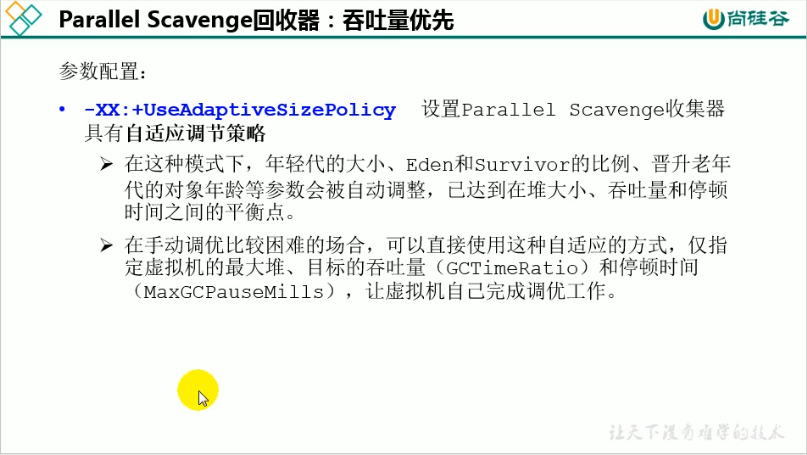 Parallel Scavenge回收器：吞吐量优先
尚硅谷
参数配置：
• -XX:+UseAdaptiveSizePolicy 设置Parallel Scavenge收集器
具有自适应调节策略
➢ 在这种模式下，年轻代的大小、Eden和Survivor的比例、晋升老年
代的对象年龄等参数会被自动调整，已达到在堆大小、吞吐量和停顿
时间之间的平衡点。
➢ 在手动调优比较困难的场合，可以直接使用这种自适应的方式，仅指
定虚拟机的最大堆、目标的吞吐量（GCTimeRatio）和停顿时间
（MaxGCPauseMills），让虚拟机自己完成调优工作。
让天下没有难学的技术